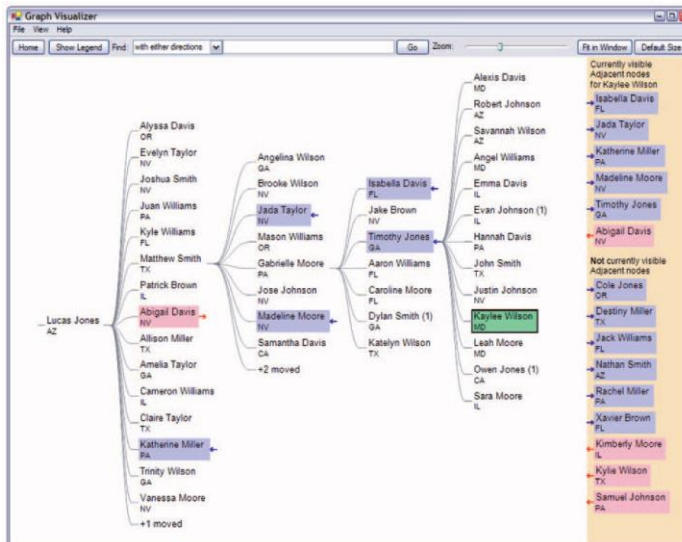 Graph Visualizer
File View Help
Home Show Legend Find: with either directions Go Zoom: Fit in Window Default Size
Lucas Jones
AZ
Alyssa Davis
OR
Evelyn Taylor
NV
Joshua Smith
NV
Juan Williams
PA
Kyle Williams
FL
Matthew Smith
TX
Patrick Brown
IL
Abigail Davis
NV
Allison Miller
TX
Amelia Taylor
GA
Cameron Williams
IL
Claire Taylor
TX
Katherine Miller
PA
Trinity Wilson
GA
Vanessa Moore
NV
+1 moved
Angelina Wilson
GA
Brooke Wilson
NV
Jada Taylor
NV
Mason Williams
OR
Gabrielle Moore
PA
Jose Johnson
NV
Madeline Moore
NV
Samantha Davis
CA
+2 moved
Isabella Davis
FL
Jake Brown
NV
Timothy Jones
GA
Aaron Williams
FL
Caroline Moore
FL
Dylan Smith (1)
GA
Katelyn Wilson
TX
Alexis Davis
MD
Robert Johnson
AZ
Savannah Wilson
AZ
Angel Williams
MD
Emma Davis
IL
Evan Johnson (1)
IL
Hannah Davis
PA
John Smith
TX
Justin Johnson
NV
Kaylee Wilson
MD
Leah Moore
MD
Owen Jones (1)
CA
Sara Moore
IL
Currently visible
Adjacent nodes
for Kaylee Wilson
Isabella Davis
FL
Jada Taylor
NV
Katherine Miller
PA
Madeline Moore
NV
Timothy Jones
GA
Abigail Davis
NV
Not currently visible
Adjacent nodes
Cole Jones
OR
Destiny Miller
TX
Jack Williams
FL
Nathan Smith
AZ
Rachel Miller
PA
Xavier Brown
FL
Kimberly Moore
IL
Kylie Wilson
TX
Samuel Johnson
PA